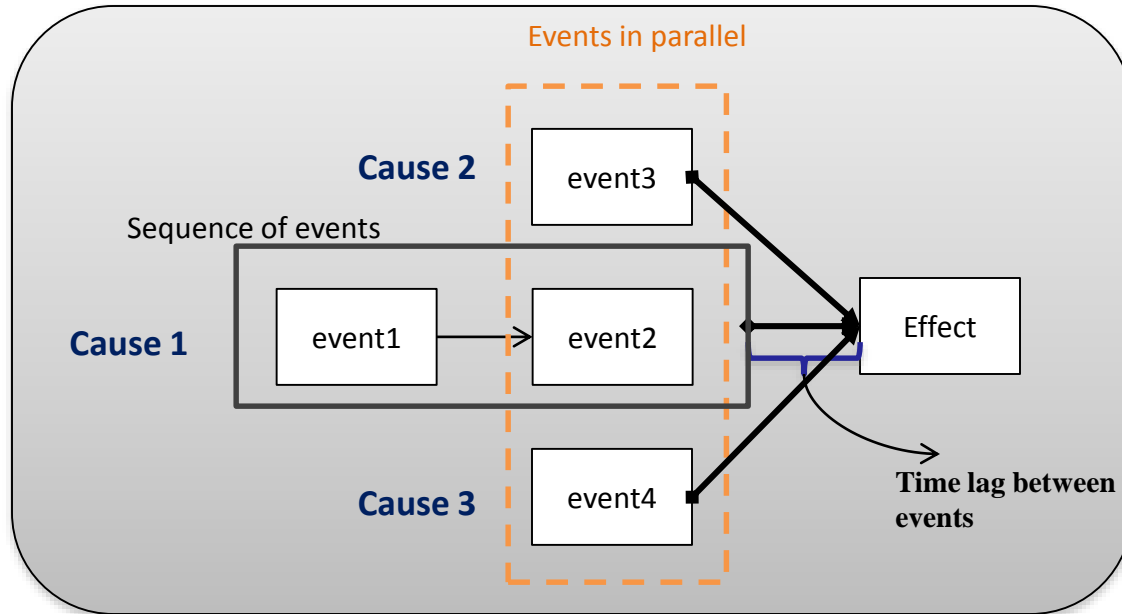 Events in parallel
Cause 2
event3
Sequence of events
Cause 1
event1
event2
Effect
Cause 3
event4
Time lag between
events